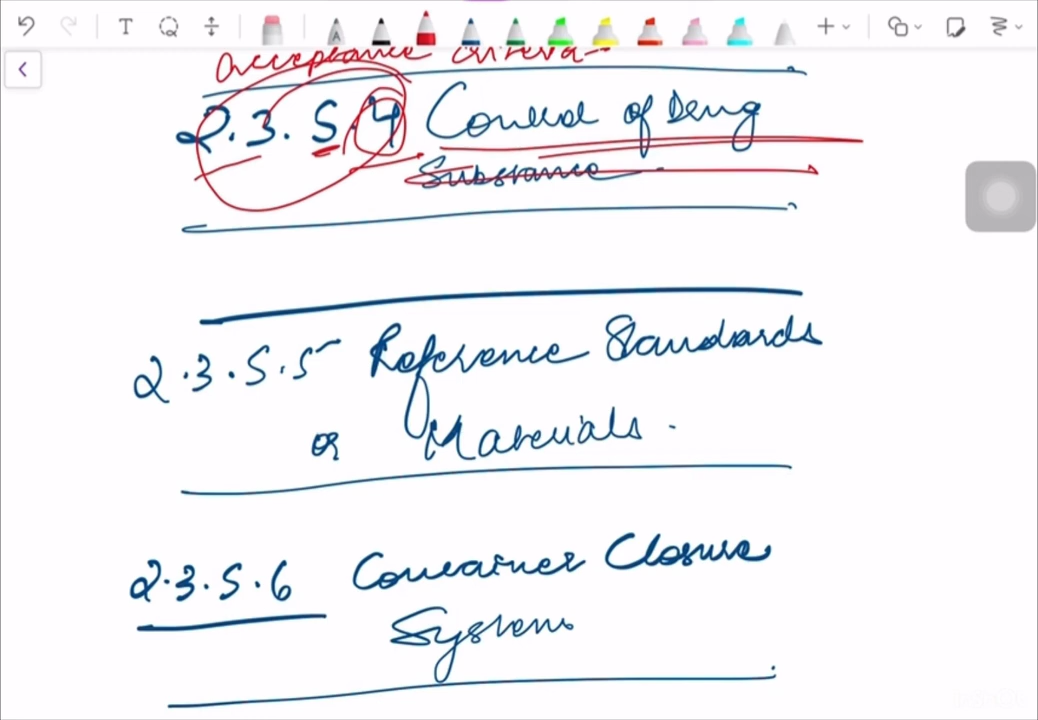 acceptance criteria
2.3.S.4 Control of Drug
Substance.
2.3.S.5 Reference Standards
or Materials.
2.3.S.6 Container Closure
System